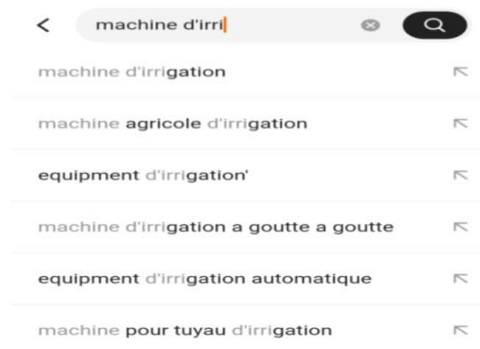 machine d'irri
machine d'irrigation
machine agricole d'irrigation
equipment d'irrigation'
machine d'irrigation a goutte a goutte
equipment d'irrigation automatique
machine pour tuyau d'irrigation